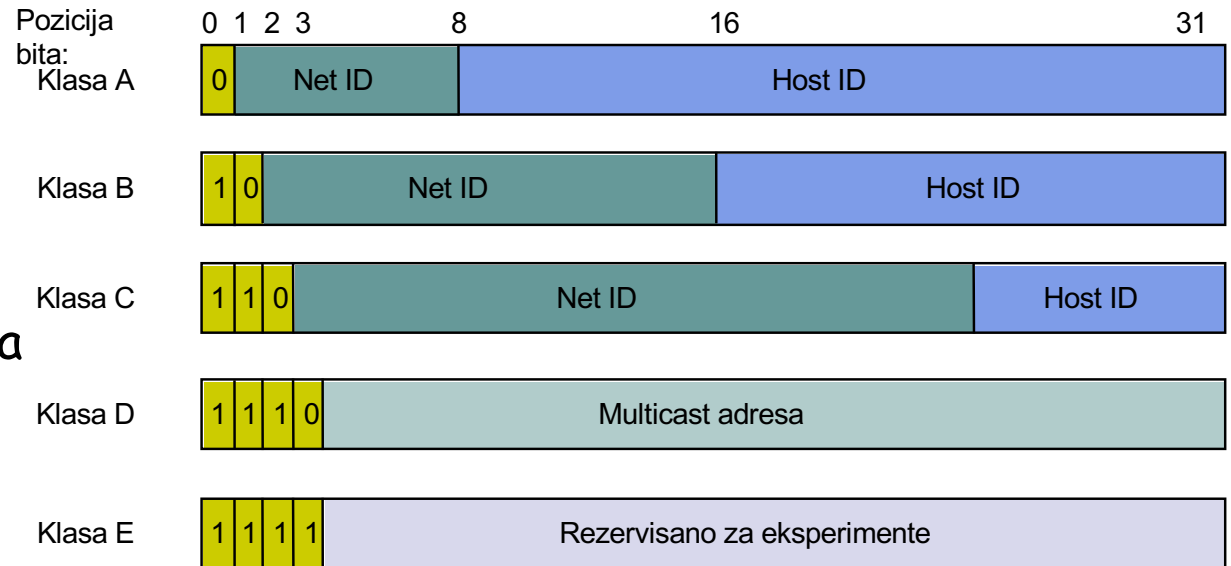 Pozicija 0 1 2 3 8 16 31
bita:
Klasa A 0 Net ID Host ID
Klasa B 1 0 Net ID Host ID
Klasa C 1 1 0 Net ID Host ID
a
Klasa D 1 1 1 0 Multicast adresa
Klasa E 1 1 1 1 Rezervisano za eksperimente